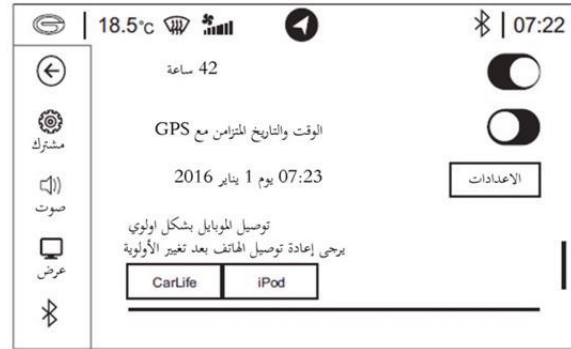 18.5°C 07:22
42 ساعة
الوقت والتاريخ المتزامن مع GPS
07:23 يوم 1 يناير 2016
الاعدادات
توصيل الموبايل بشكل اولوي
يرجى إعادة توصيل الهاتف بعد تغيير الأولوية
CarLife iPod
مشترك
صوت
عرض